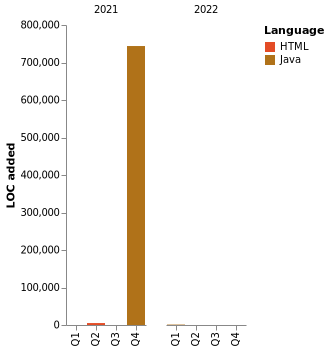 2021 2022
Language
HTML
Java
LOC added
800,000
700,000
600,000
500,000
400,000
300,000
200,000
100,000
0
Q1 Q2 Q3 Q4 Q1 Q2 Q3 Q4